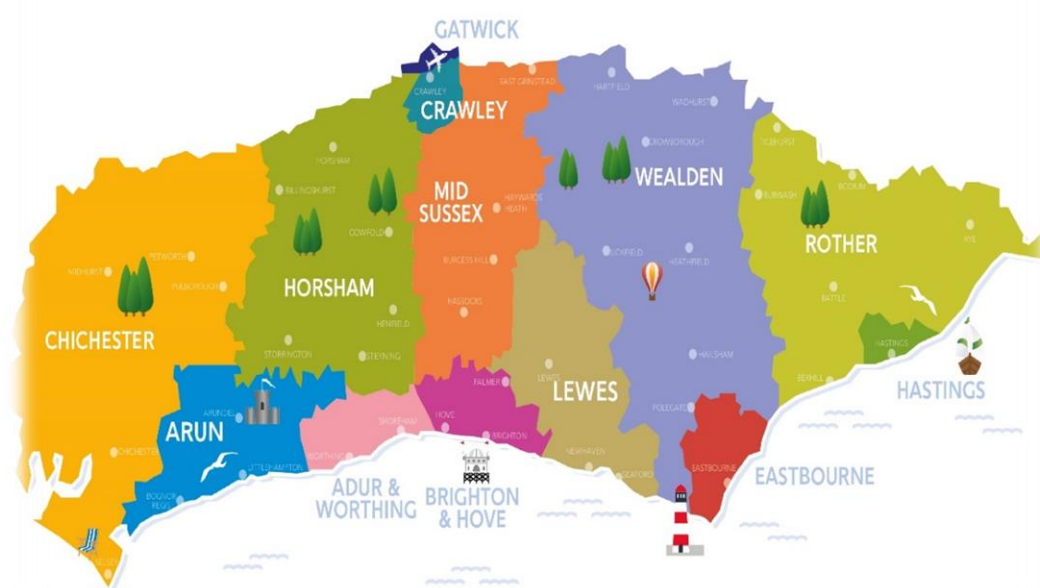 GATWICK
CRAWLEY
CRAWLEY
EAST GRINSTEAD
HARTFIELD
WADHURST
CROWBOROUGH
TICEHURST
HORSHAM
BILLINGSHURST
MID
SUSSEX
HAYWARDS
HEATH
WEALDEN
BURWASH
BODIUM
ROTHER
RYE
COWFOLD
MIDHURST
PETWORTH
PULBOROUGH
HORSHAM
BURGESS HILL
UCKFIELD
HEATHFIELD
BATTLE
HASSOCKS
HENFIELD
CHICHESTER
STORRINGTON
STEYNING
HAILSHAM
HASTINGS
BEXHILL
HASTINGS
LEWES
LEWES
FALMER
POLEGATE
ARUNDEL
ARUN
SHOREHAM
HOVE
BRIGHTON
WORTHING
CHICHESTER
LITTLEHAMPTON
NEWHAVEN
SEAFORD
EASTBOURNE
EASTBOURNE
BOGNOR
REGIS
ADUR &
WORTHING
BRIGHTON
& HOVE
SELSEY